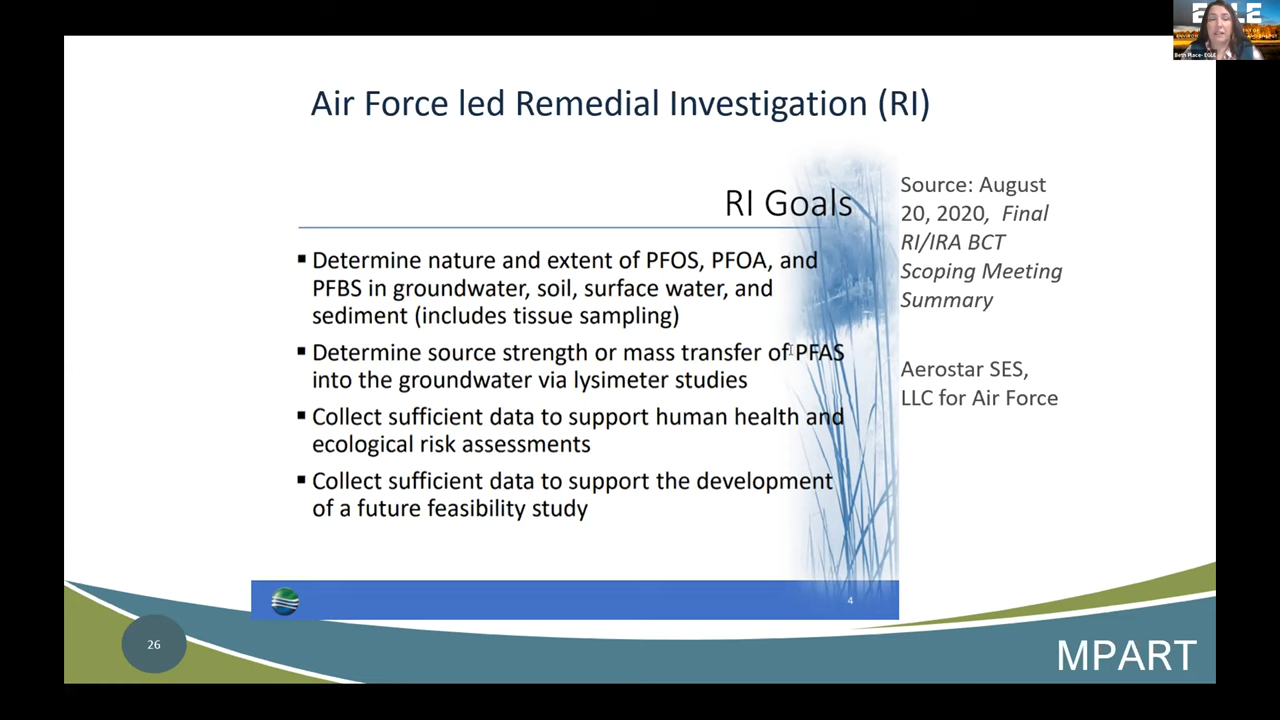 EGLE
Beth Place- EGLE
Air Force led Remedial Investigation (RI)
RI Goals
▪ Determine nature and extent of PFOS, PFOA, and
PFBS in groundwater, soil, surface water, and
sediment (includes tissue sampling)
▪ Determine source strength or mass transfer of PFAS
into the groundwater via lysimeter studies
▪ Collect sufficient data to support human health and
ecological risk assessments
▪ Collect sufficient data to support the development
of a future feasibility study
4
Source: August
20, 2020, Final
RI/IRA BCT
Scoping Meeting
Summary
Aerostar SES,
LLC for Air Force
26
MPART